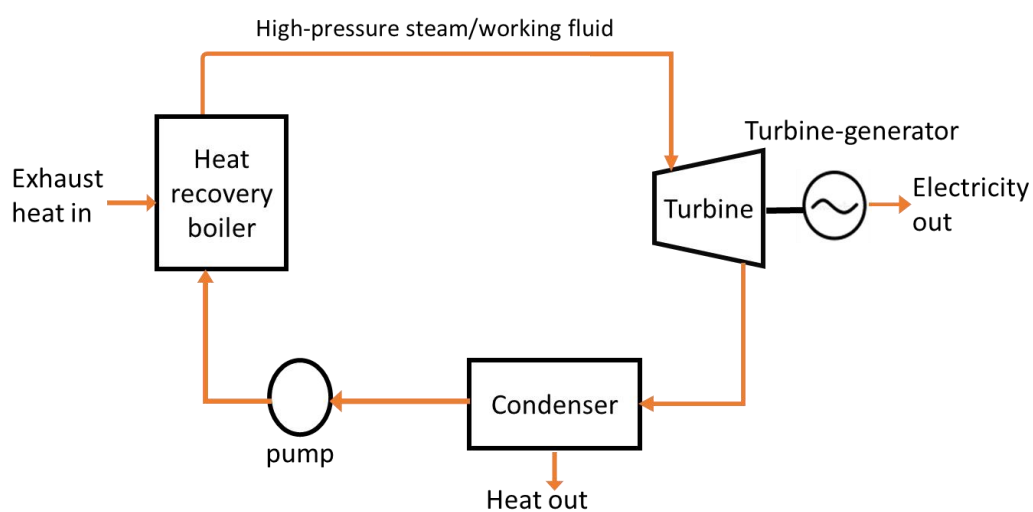 High-pressure steam/working fluid
Turbine-generator
Heat
recovery
boiler
Exhaust
heat in
Turbine
Electricity
out
Condenser
pump
Heat out